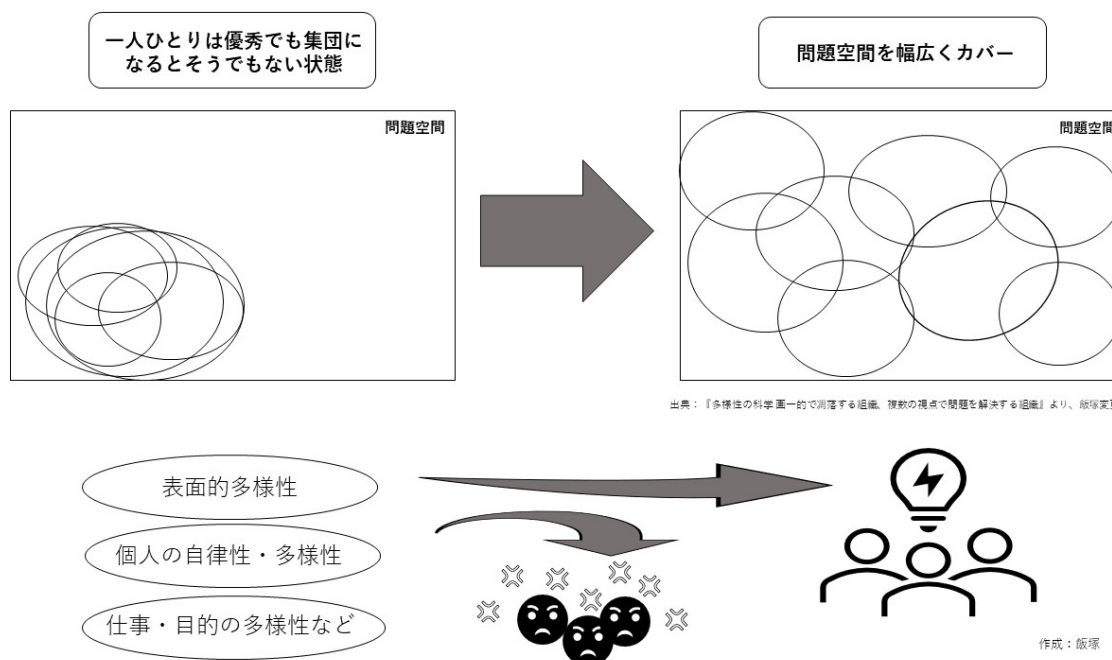 一人ひとりは優秀でも集団に
なるとそうでもない状態
問題空間を幅広くカバー
問題空間
問題空間
出典：『多様性の科学 画一的で凋落する組織、複数の視点で問題を解決する組織』より、飯塚変更
表面的多様性
個人の自律性・多様性
仕事・目的の多様性など
作成：飯塚